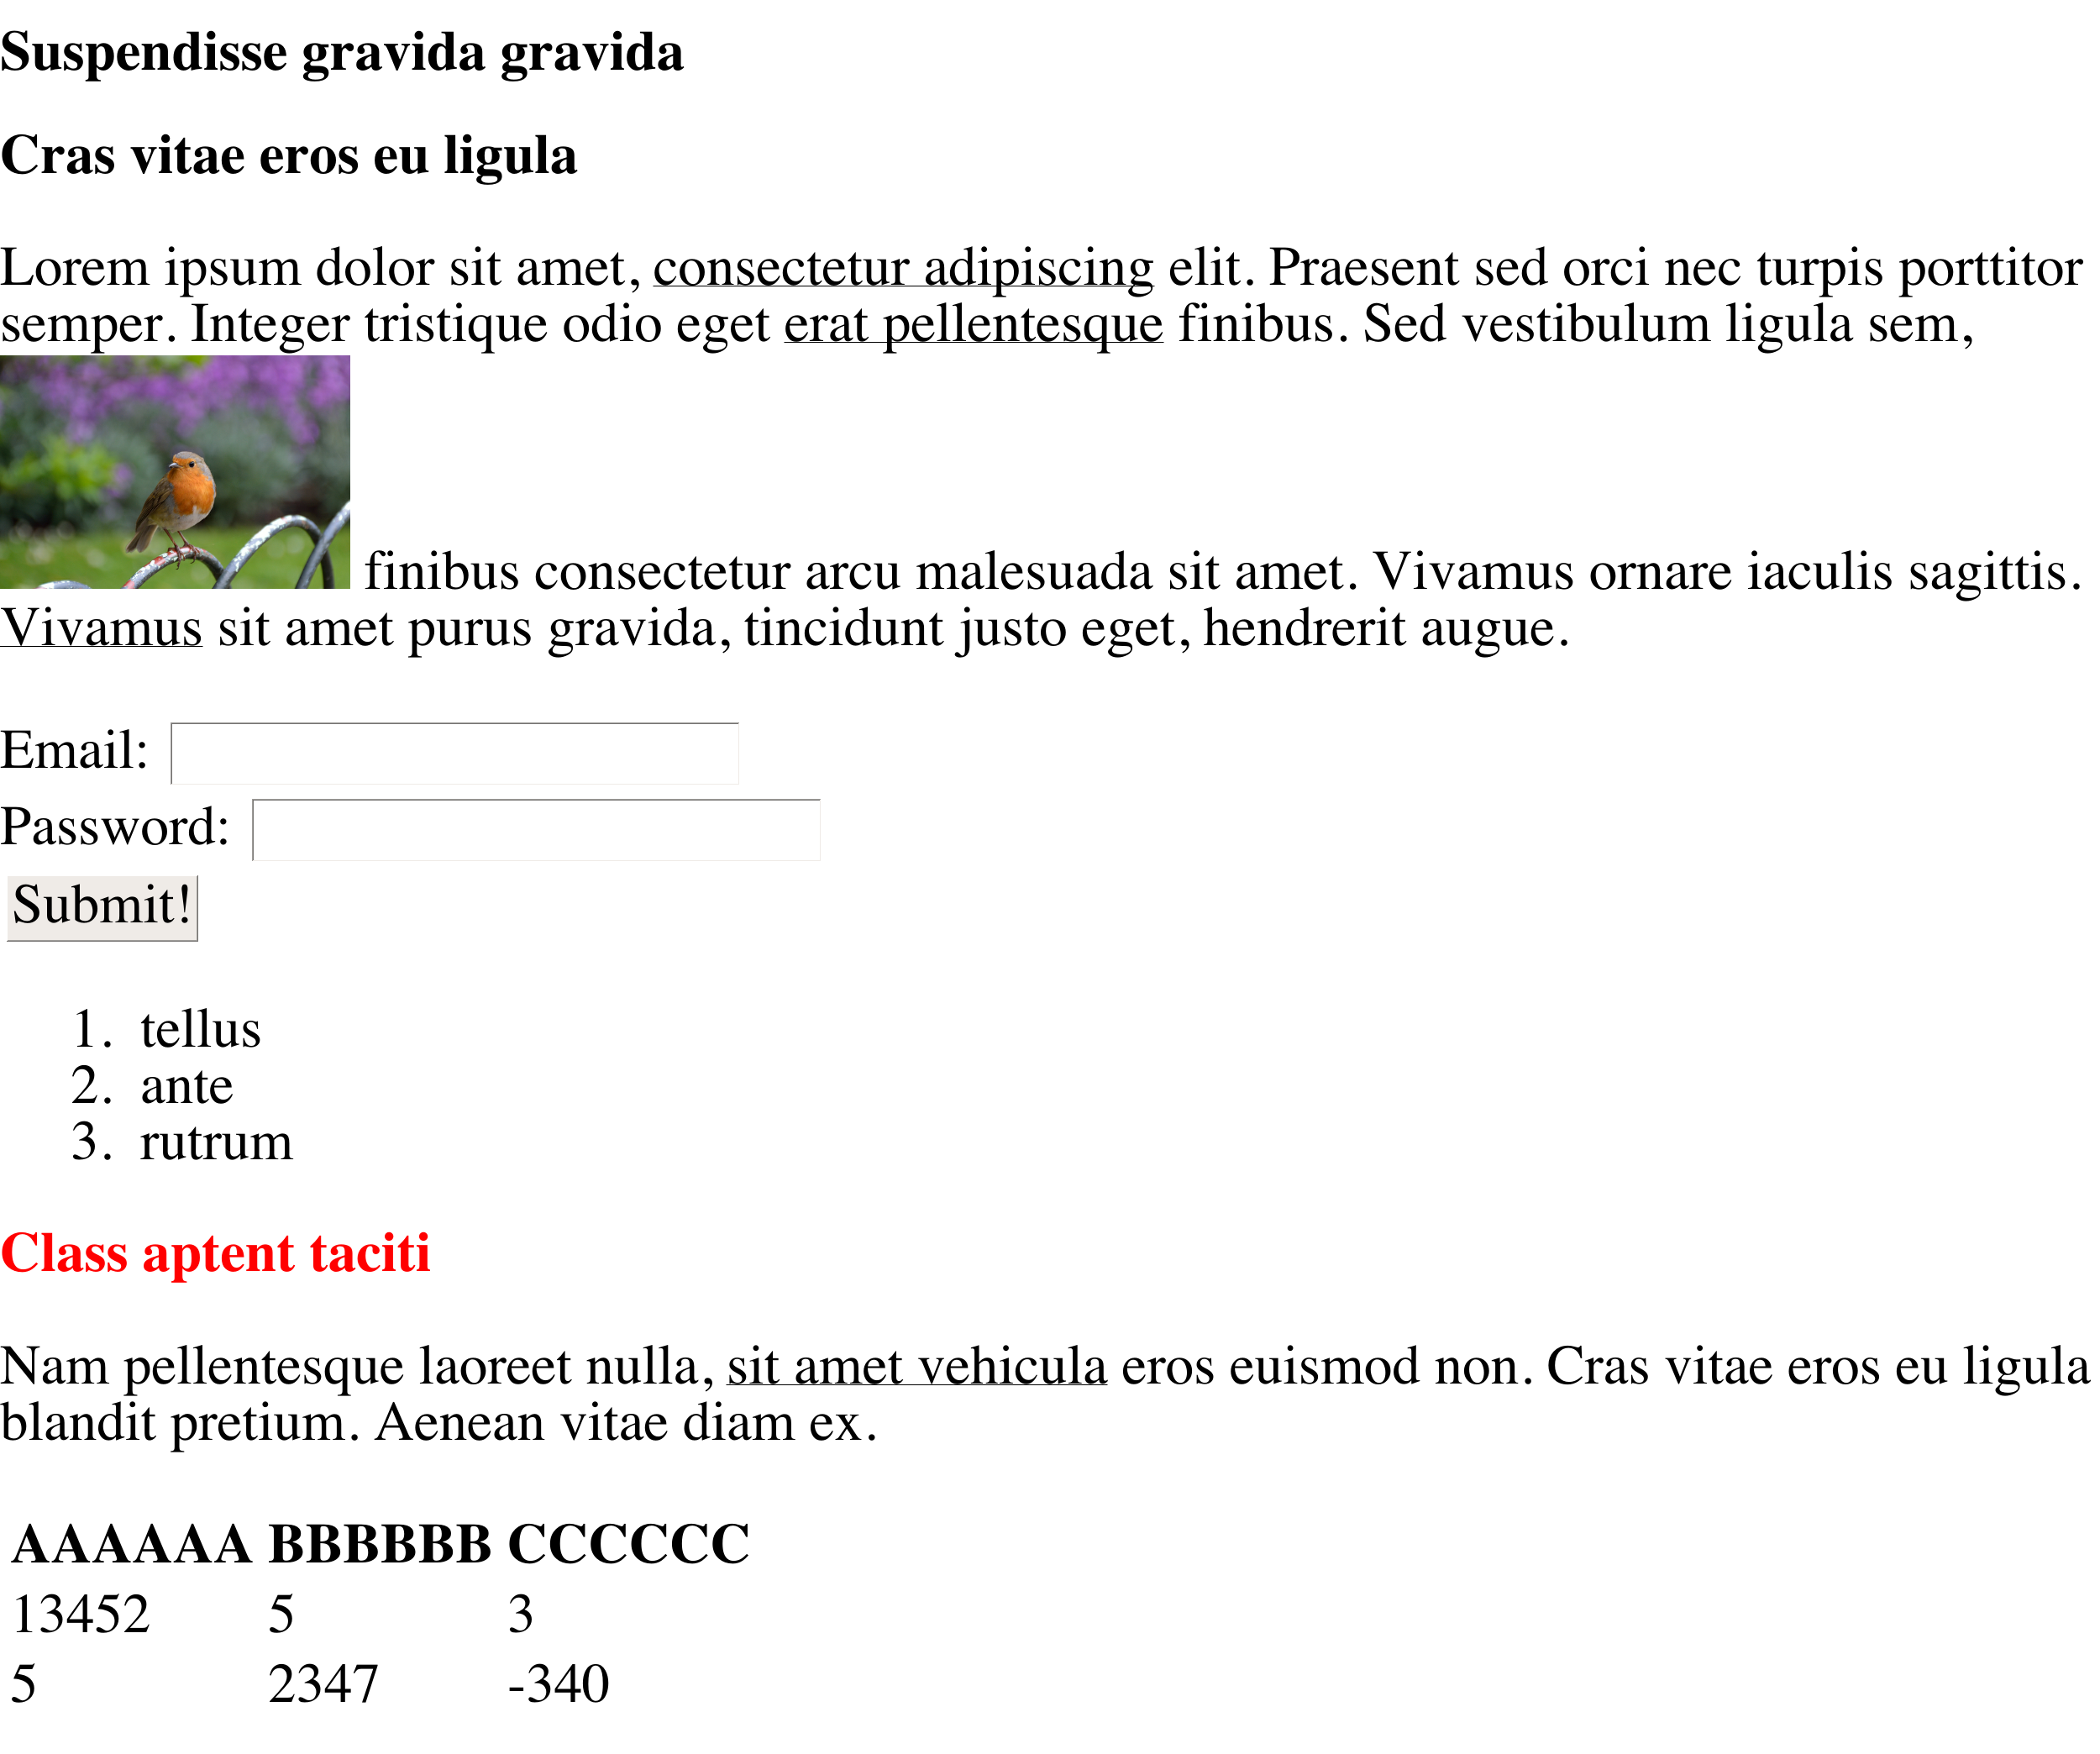 Suspendisse gravida gravida
Cras vitae eros eu ligula
Lorem ipsum dolor sit amet, consectetur adipiscing elit. Praesent sed orci nec turpis porttitor
semper. Integer tristique odio eget erat pellentesque finibus. Sed vestibulum ligula sem,
finibus consectetur arcu malesuada sit amet. Vivamus ornare iaculis sagittis.
Vivamus sit amet purus gravida, tincidunt justo eget, hendrerit augue.
Email:
Password:
Submit!
1. tellus
2. ante
3. rutrum
Class aptent taciti
Nam pellentesque laoreet nulla, sit amet vehicula eros euismod non. Cras vitae eros eu ligula
blandit pretium. Aenean vitae diam ex.
AAAAAA BBBBBB CCCCCC
13452 5 3
5 2347 -340